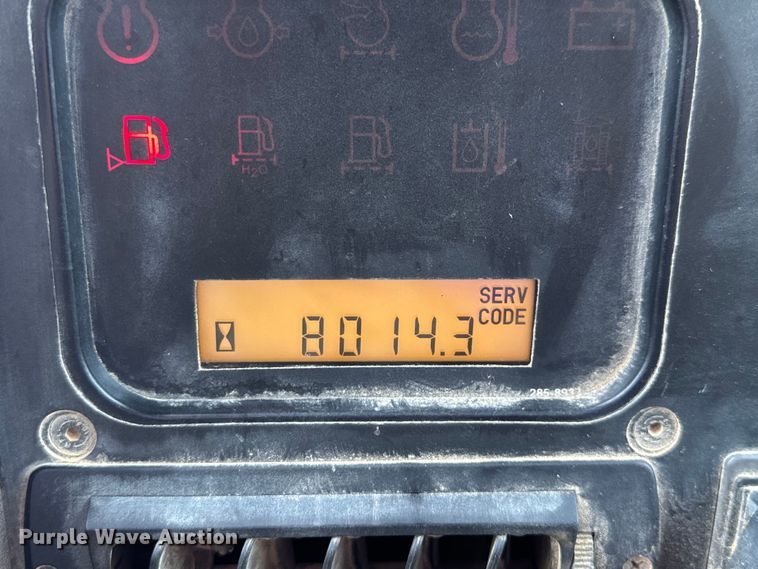 H₂O
SERV
CODE
8014.3
Purple Wave Auction